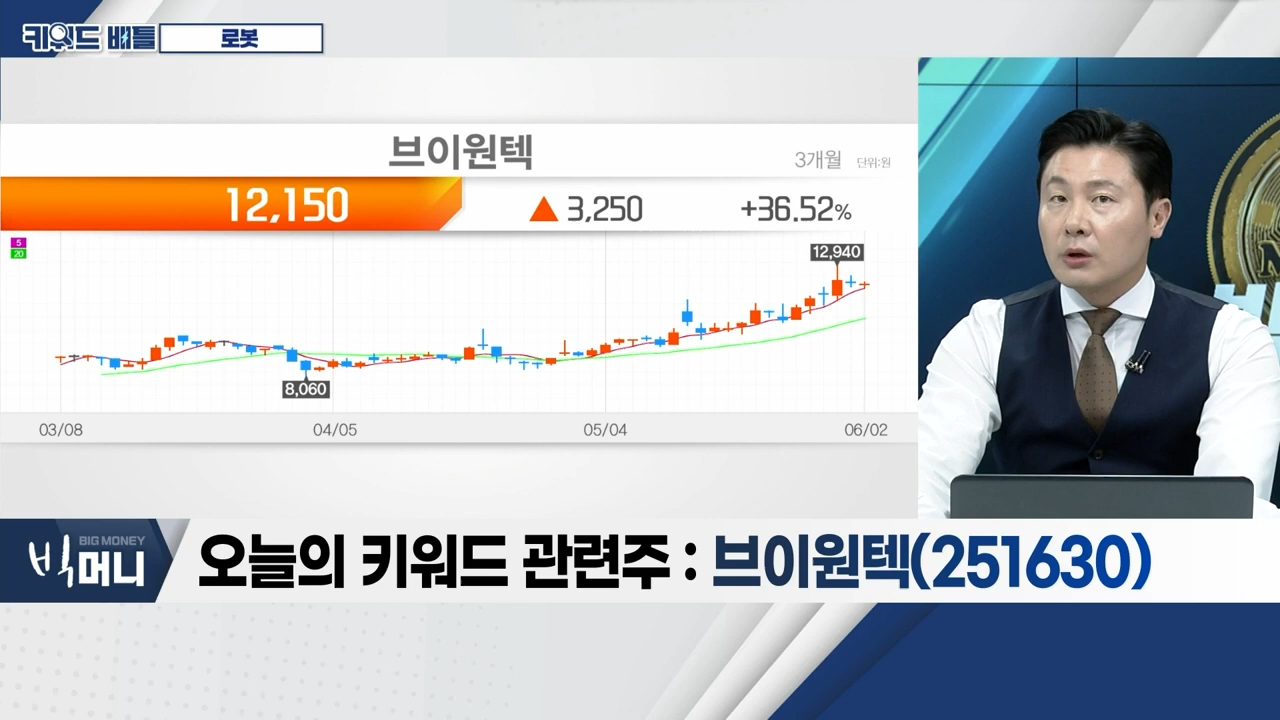 키워드 배틀
로봇
브이원텍
3개월 단위:원
12,150 ▲ 3,250 +36.52%
5
20
12,940
8,060
03/08 04/05 05/04 06/02
BIG MONEY
빅머니
오늘의 키워드 관련주 : 브이원텍(251630)